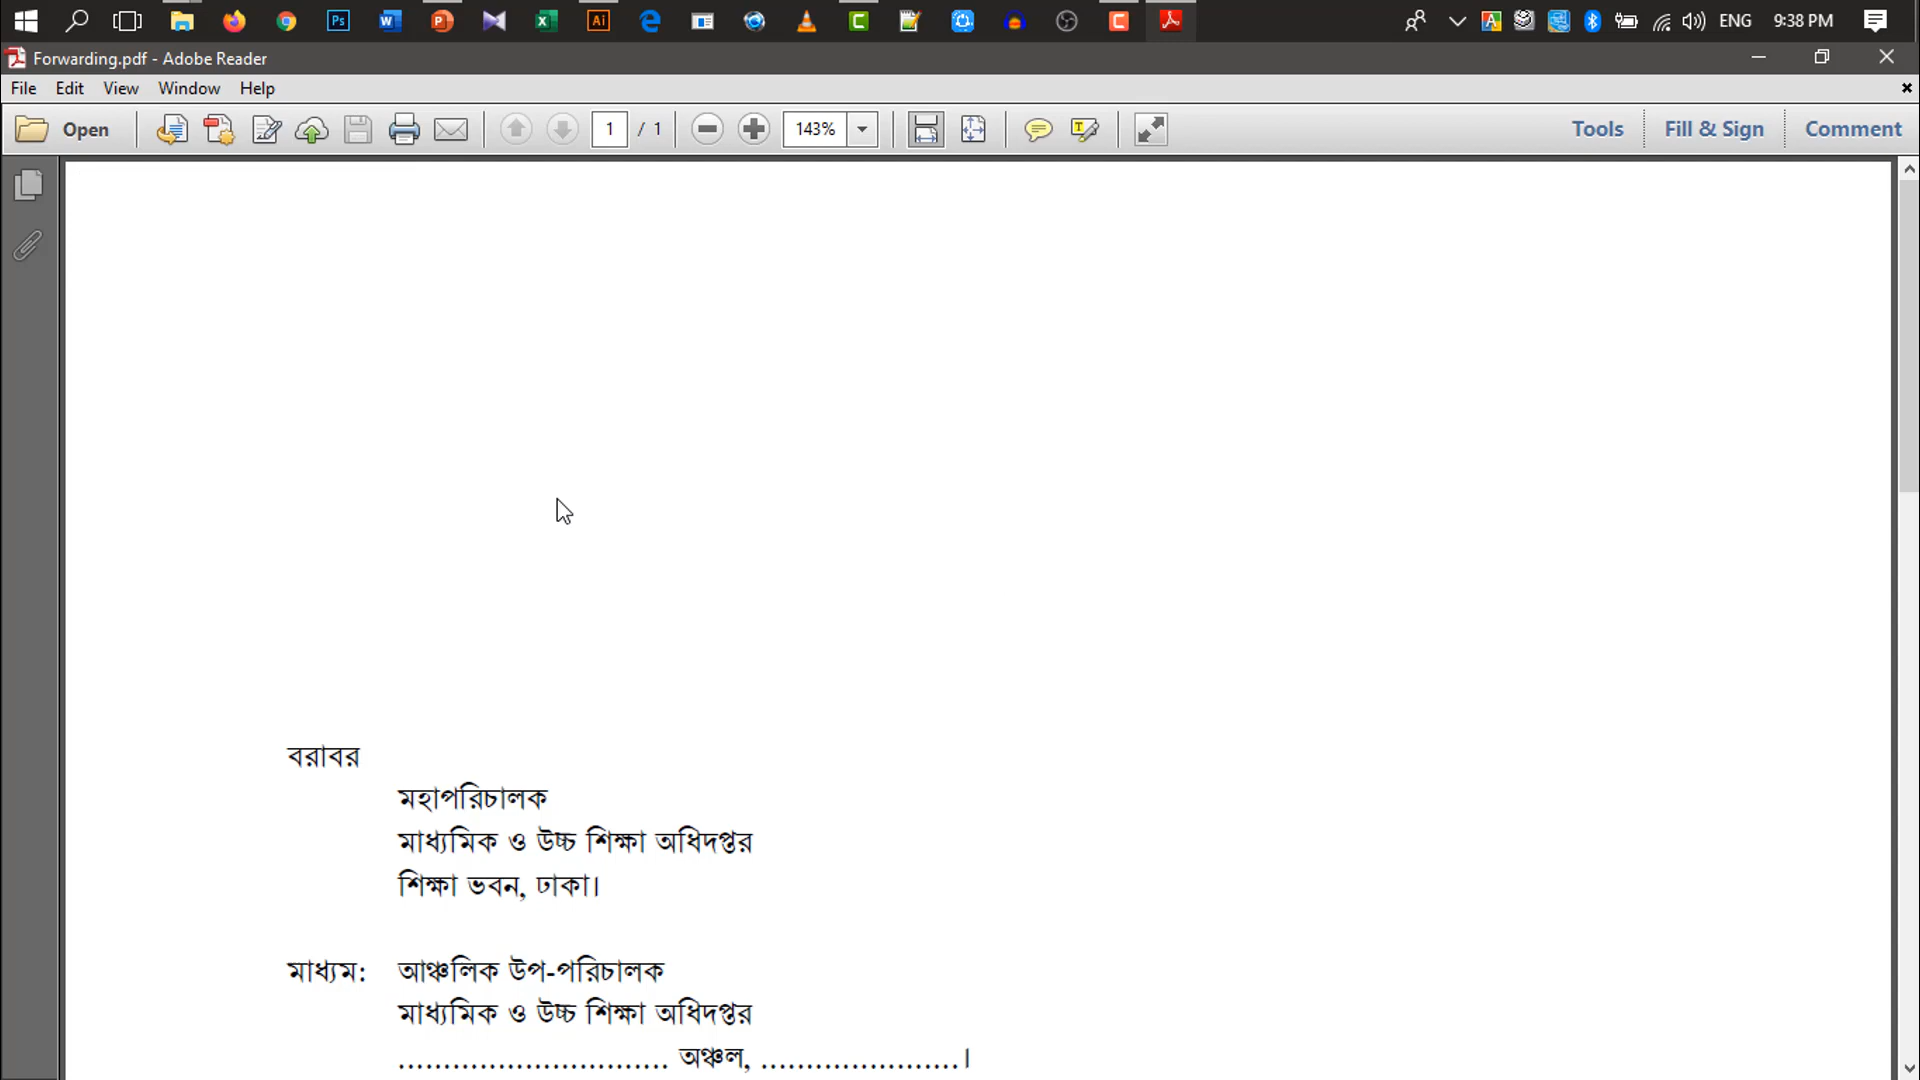 ENG 9:38 PM
Forwarding.pdf - Adobe Reader
File Edit View Window Help
Open 1 / 1 143% Tools Fill & Sign Comment
বরাবর
মহাপরিচালক
মাধ্যমিক ও উচ্চ শিক্ষা অধিদপ্তর
শিক্ষা ভবন, ঢাকা।
মাধ্যম: আঞ্চলিক উপ-পরিচালক
মাধ্যমিক ও উচ্চ শিক্ষা অধিদপ্তর
.............................. অঞ্চল, ......................।